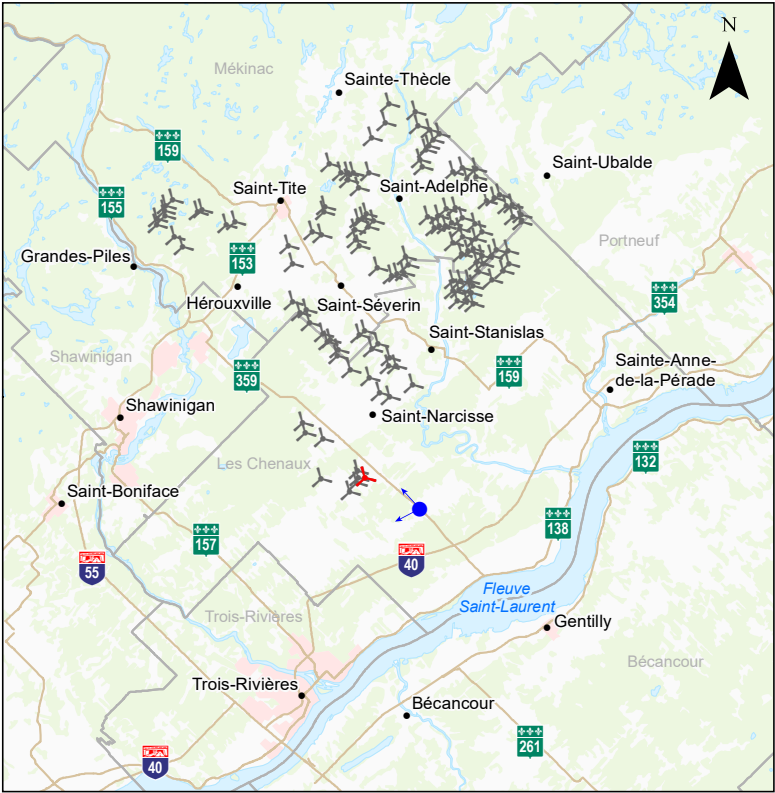 N
Mékinac
Sainte-Thècle
159
Saint-Ubalde
Saint-Tite
Saint-Adelphe
155
Portneuf
Grandes-Piles
153
354
Hérouxville
Saint-Séverin
Saint-Stanislas
Shawinigan
359
159
Sainte-Anne-
de-la-Pérade
Shawinigan
Saint-Narcisse
132
Les Chenaux
Saint-Boniface
157
138
55
40
Fleuve
Saint-Laurent
Trois-Rivières
Gentilly
Bécancour
Trois-Rivières
Bécancour
261
40